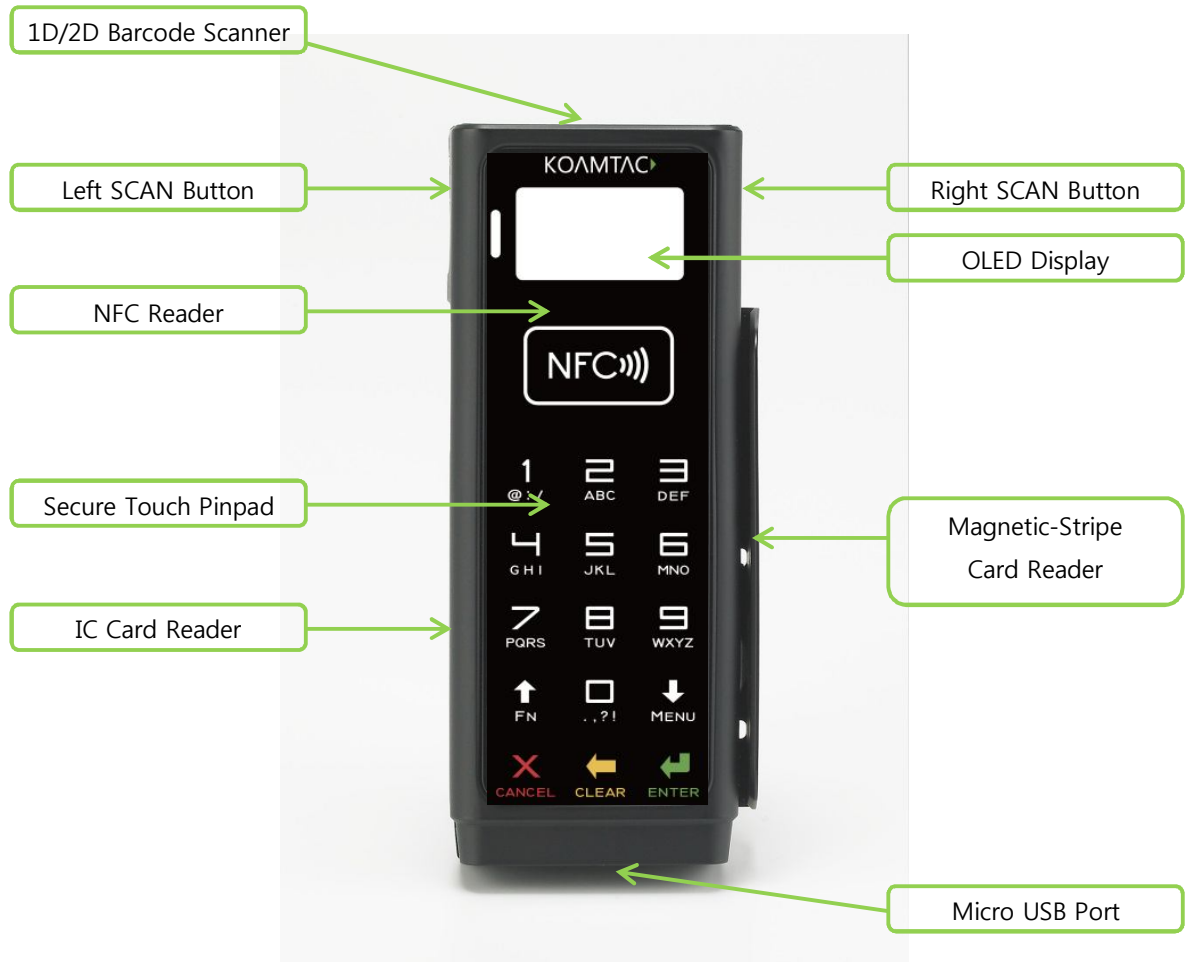 1D/2D Barcode Scanner
KOAMTAC
Left SCAN Button
Right SCAN Button
OLED Display
NFC Reader
NFC
1 2 3
@:/ ABC DEF
Secure Touch Pinpad
Magnetic-Stripe
Card Reader
4 5 6
GHI JKL MNO
IC Card Reader
7 8 9
PQRS TUV WXYZ
0
FN .,?! MENU
CANCEL CLEAR ENTER
Micro USB Port